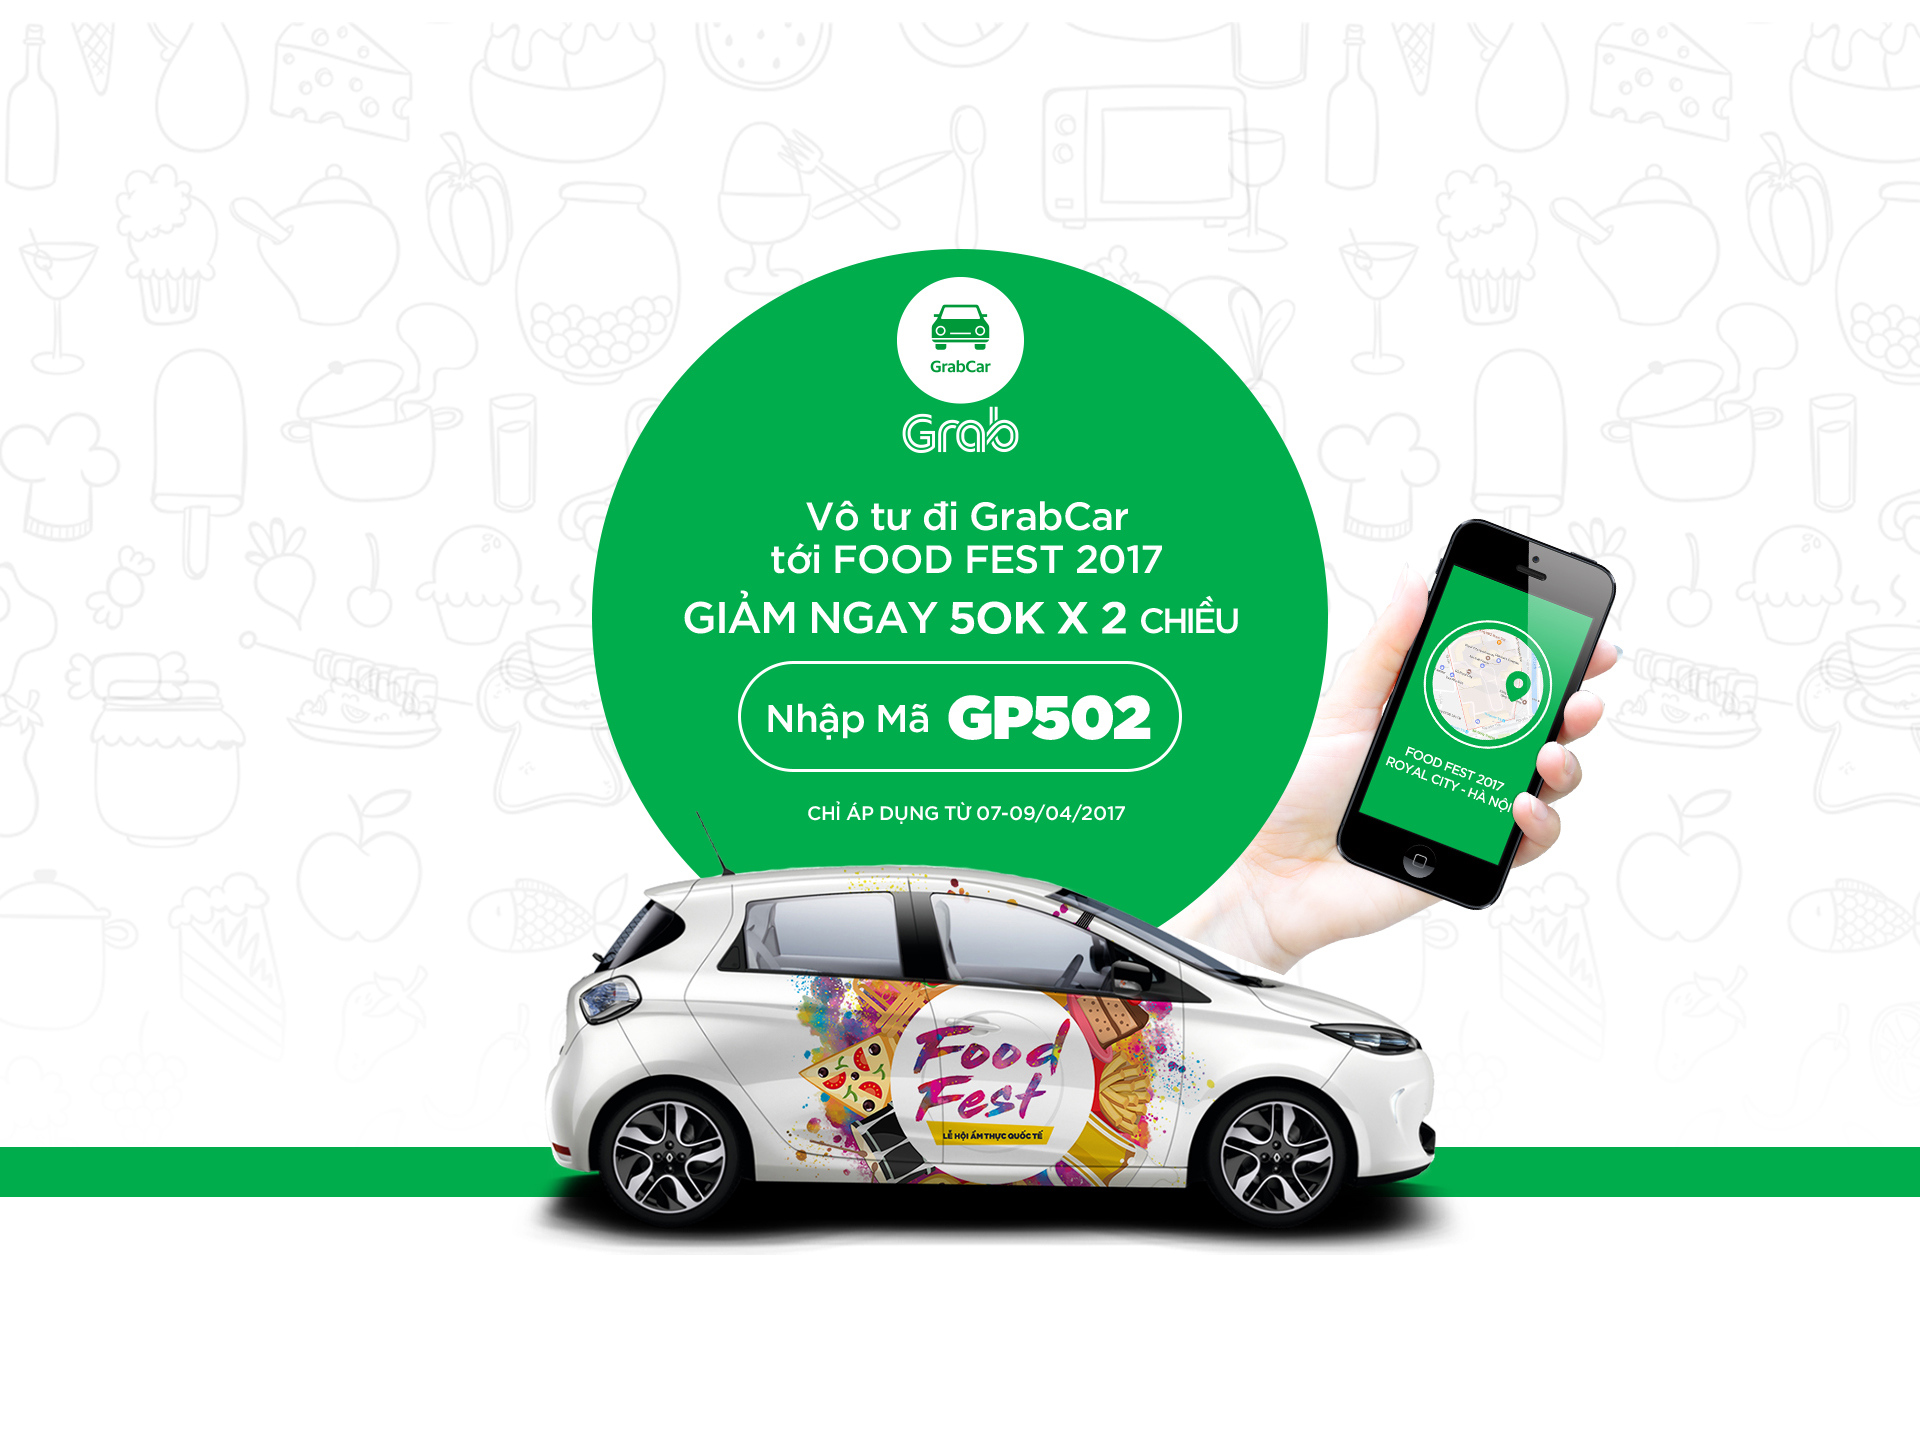 GrabCar
Grab
Vô tư đi GrabCar
tới FOOD FEST 2017
GIẢM NGAY 50K X 2 CHIỀU
Nhập Mã GP502
CHỈ ÁP DỤNG TỪ 07-09/04/2017
FOOD FEST 2017
ROYAL CITY - HÀ NỘI
Food
Fest
LỄ HỘI ẨM THỰC QUỐC TẾ